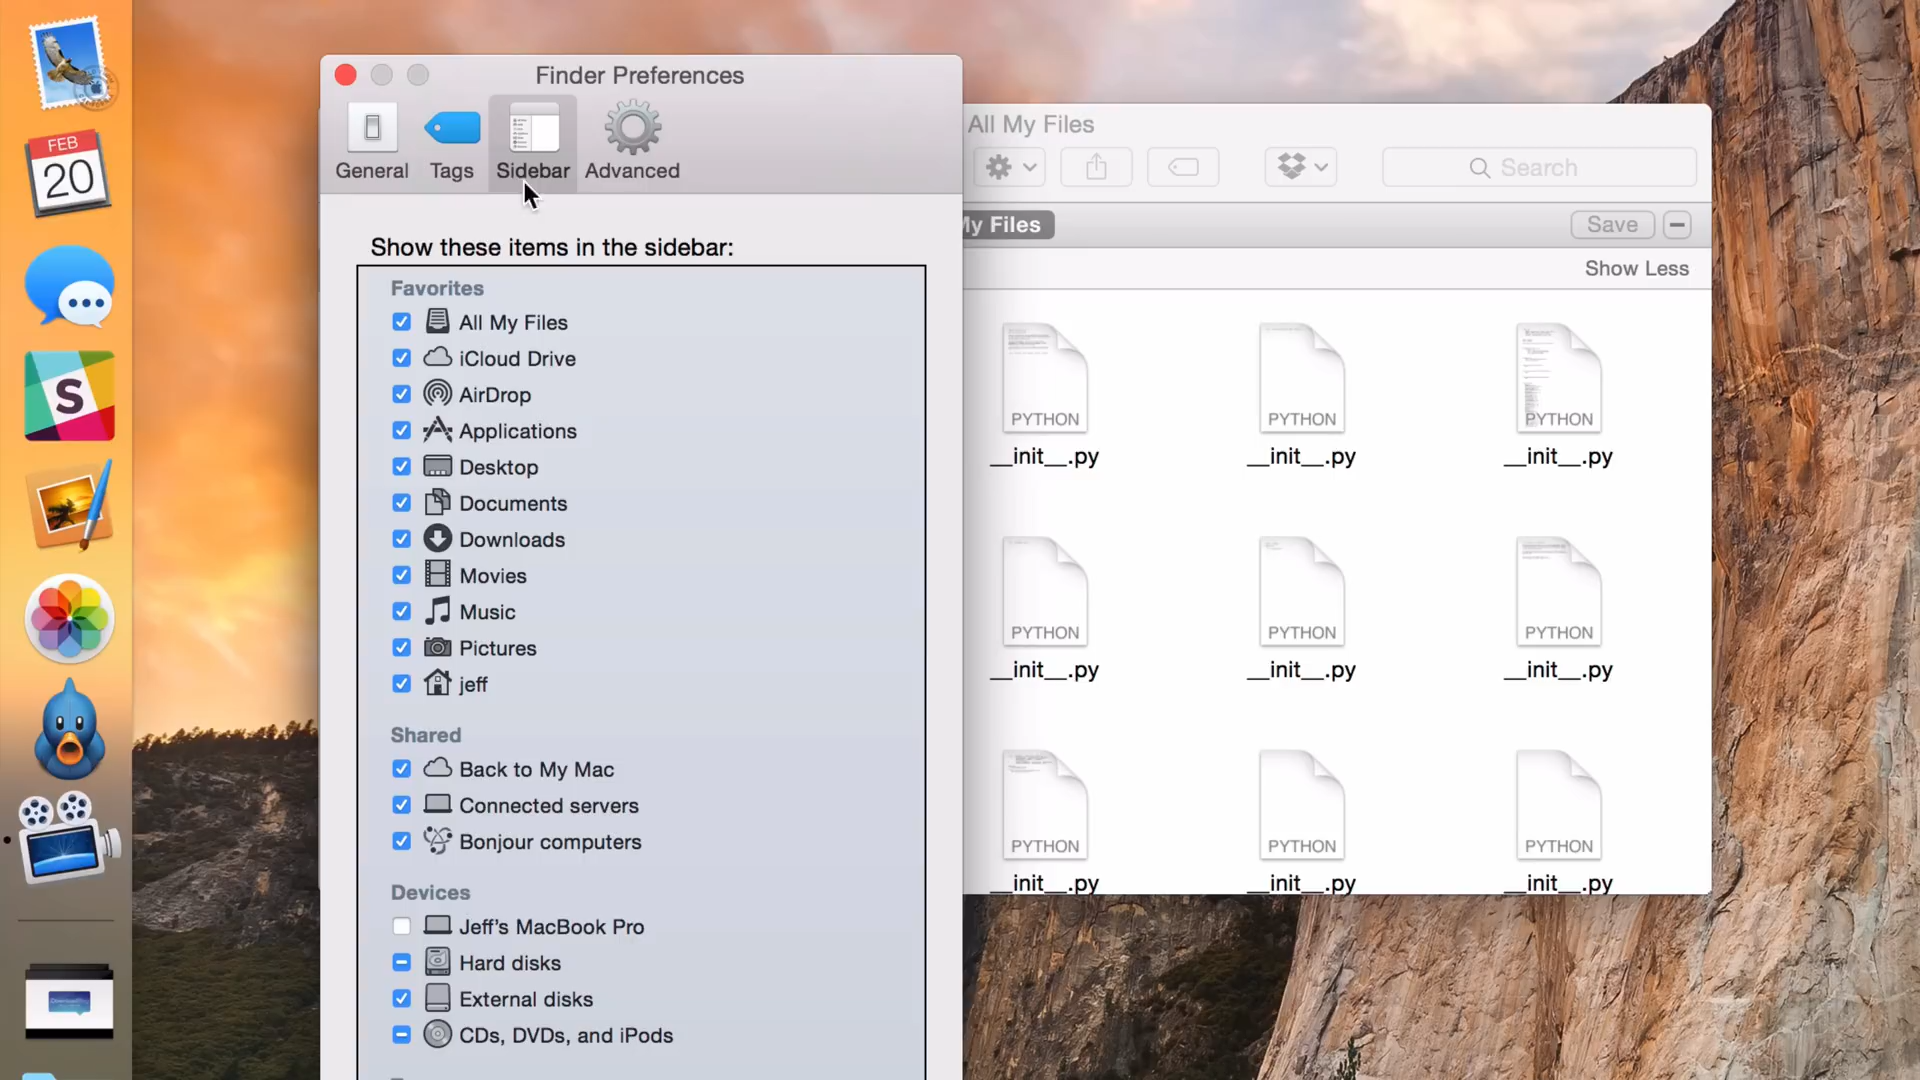 FEB
20
S
Finder Preferences
General Tags Sidebar Advanced
Show these items in the sidebar:
Favorites
All My Files
iCloud Drive
AirDrop
Applications
Desktop
Documents
Downloads
Movies
Music
Pictures
jeff
Shared
Back to My Mac
Connected servers
Bonjour computers
Devices
Jeff's MacBook Pro
Hard disks
External disks
CDs, DVDs, and iPods
All My Files
Search
My Files
Save
Show Less
PYTHON PYTHON PYTHON
__init__.py __init__.py __init__.py
PYTHON PYTHON PYTHON
__init__.py __init__.py __init__.py
PYTHON PYTHON PYTHON
__init__.py __init__.py __init__.py